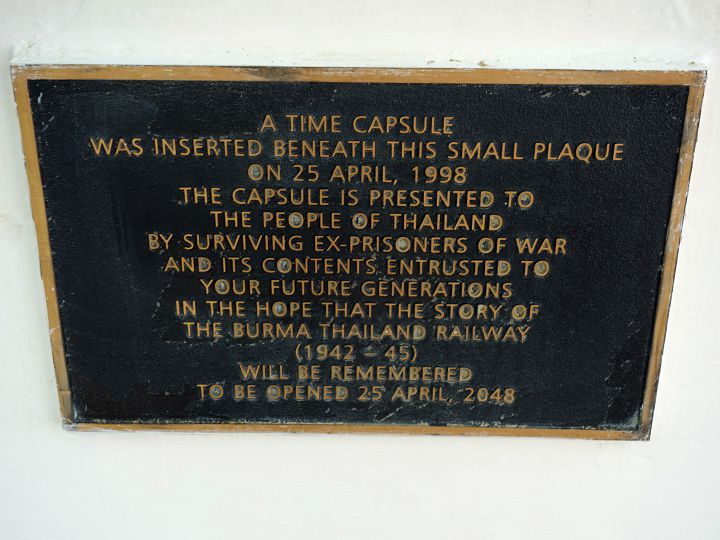 A TIME CAPSULE
WAS INSERTED BENEATH THIS SMALL PLAQUE
ON 25 APRIL, 1998
THE CAPSULE IS PRESENTED TO
THE PEOPLE OF THAILAND
BY SURVIVING EX-PRISONERS OF WAR
AND ITS CONTENTS ENTRUSTED TO
YOUR FUTURE GENERATIONS
IN THE HOPE THAT THE STORY OF
THE BURMA THAILAND RAILWAY
(1942 - 45)
WILL BE REMEMBERED
TO BE OPENED 25 APRIL, 2048